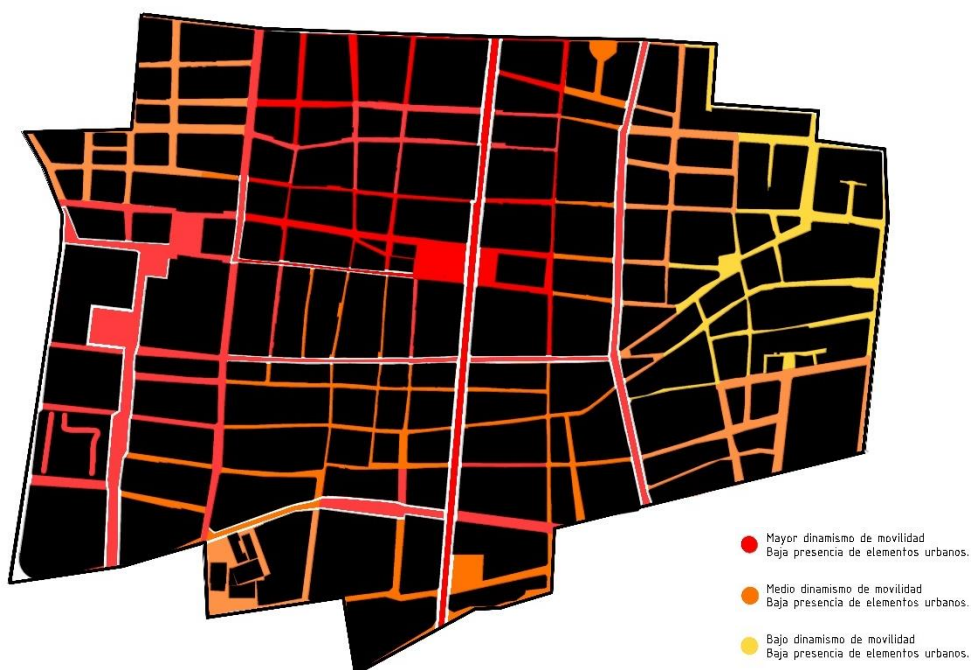 Mayor dinamismo de movilidad
Baja presencia de elementos urbanos.
Medio dinamismo de movilidad
Baja presencia de elementos urbanos.
Bajo dinamismo de movilidad
Baja presencia de elementos urbanos.